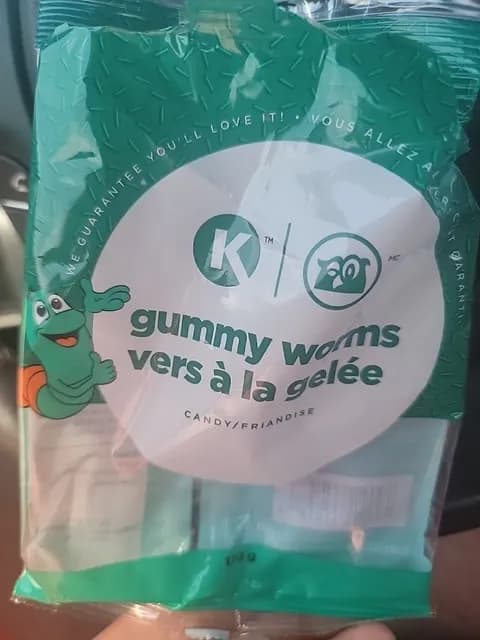 WE GUARANTEE YOU'LL LOVE IT! • VOUS ALLEZ
K TM MC
gummy worms
vers à la gelée
CANDY/FRIANDISE